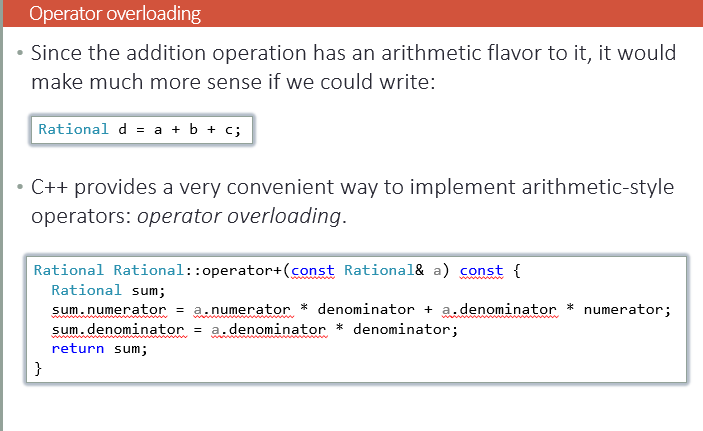 Operator overloading
• Since the addition operation has an arithmetic flavor to it, it would
make much more sense if we could write:
Rational d = a + b + c;
• C++ provides a very convenient way to implement arithmetic-style
operators: operator overloading.
Rational Rational::operator+(const Rational& a) const {
  Rational sum;
  sum.numerator = a.numerator * denominator + a.denominator * numerator;
  sum.denominator = a.denominator * denominator;
  return sum;
}